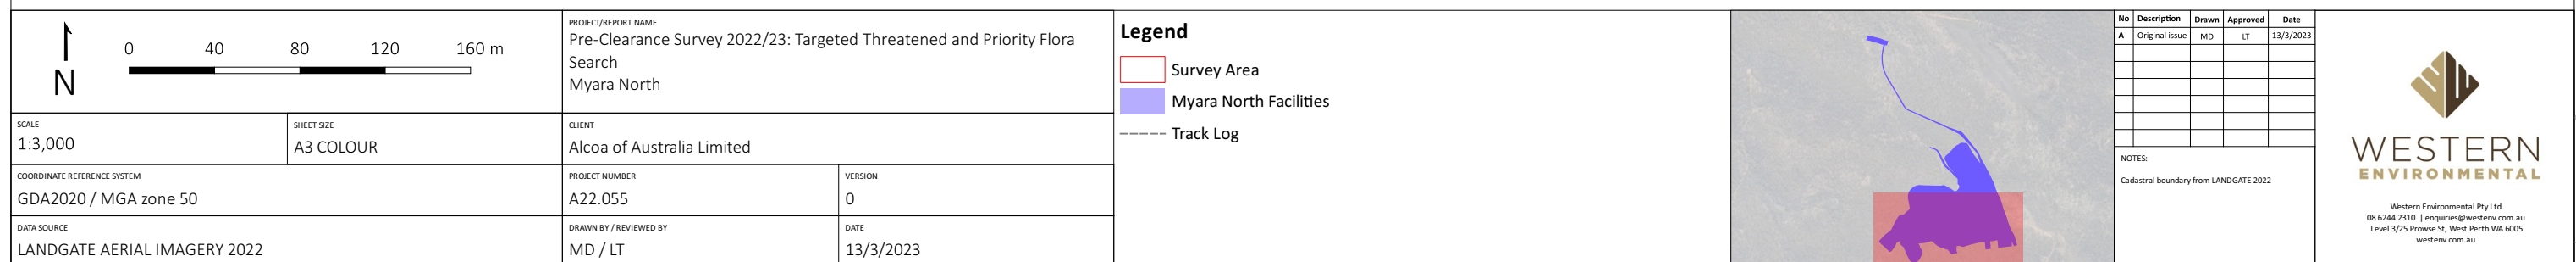 N
0 40 80 120 160 m
SCALE
1:3,000
SHEET SIZE
A3 COLOUR
COORDINATE REFERENCE SYSTEM
GDA2020 / MGA zone 50
DATA SOURCE
LANDGATE AERIAL IMAGERY 2022
PROJECT/REPORT NAME
Pre-Clearance Survey 2022/23: Targeted Threatened and Priority Flora
Search
Myara North
CLIENT
Alcoa of Australia Limited
PROJECT NUMBER
A22.055
VERSION
0
DRAWN BY / REVIEWED BY
MD / LT
DATE
13/3/2023
Legend
Survey Area
Myara North Facilities
Track Log
No Description Drawn Approved Date
A Original issue MD LT 13/3/2023
NOTES:
Cadastral boundary from LANDGATE 2022
WESTERN
ENVIRONMENTAL
Western Environmental Pty Ltd
08 6244 2310 | enquiries@westenv.com.au
Level 3/25 Prowse St, West Perth WA 6005
westenv.com.au